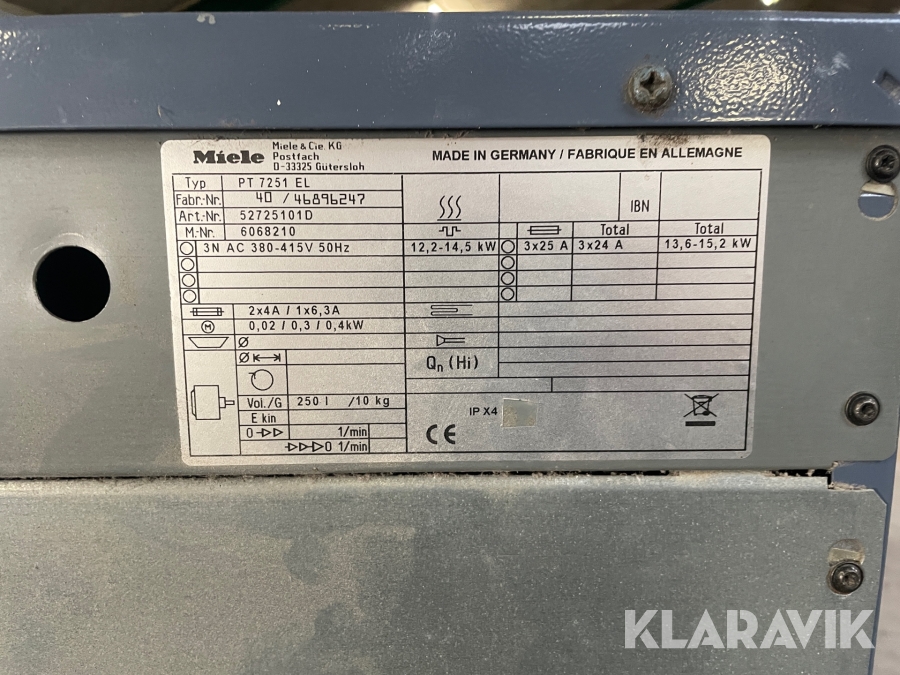 Miele
Miele & Cie. KG
Postfach
D-33325 Gütersloh
MADE IN GERMANY / FABRIQUE EN ALLEMAGNE
Typ PT 7251 EL
Fabr.-Nr. 40 / 46896247
Art.-Nr. 52725101D
M.-Nr. 6068210
IBN
Total Total
3N AC 380-415V 50Hz 12,2-14,5 kW 3x25 A 3x24 A 13,6-15,2 kW
2x4A / 1x6,3A
M 0,02 / 0,3 / 0,4kW
Ø
Ø
Qn (Hi)
Vol./G 250 l /10 kg
E kin
0 1/min
0 1/min
IP X4
CE
KLARAVIK